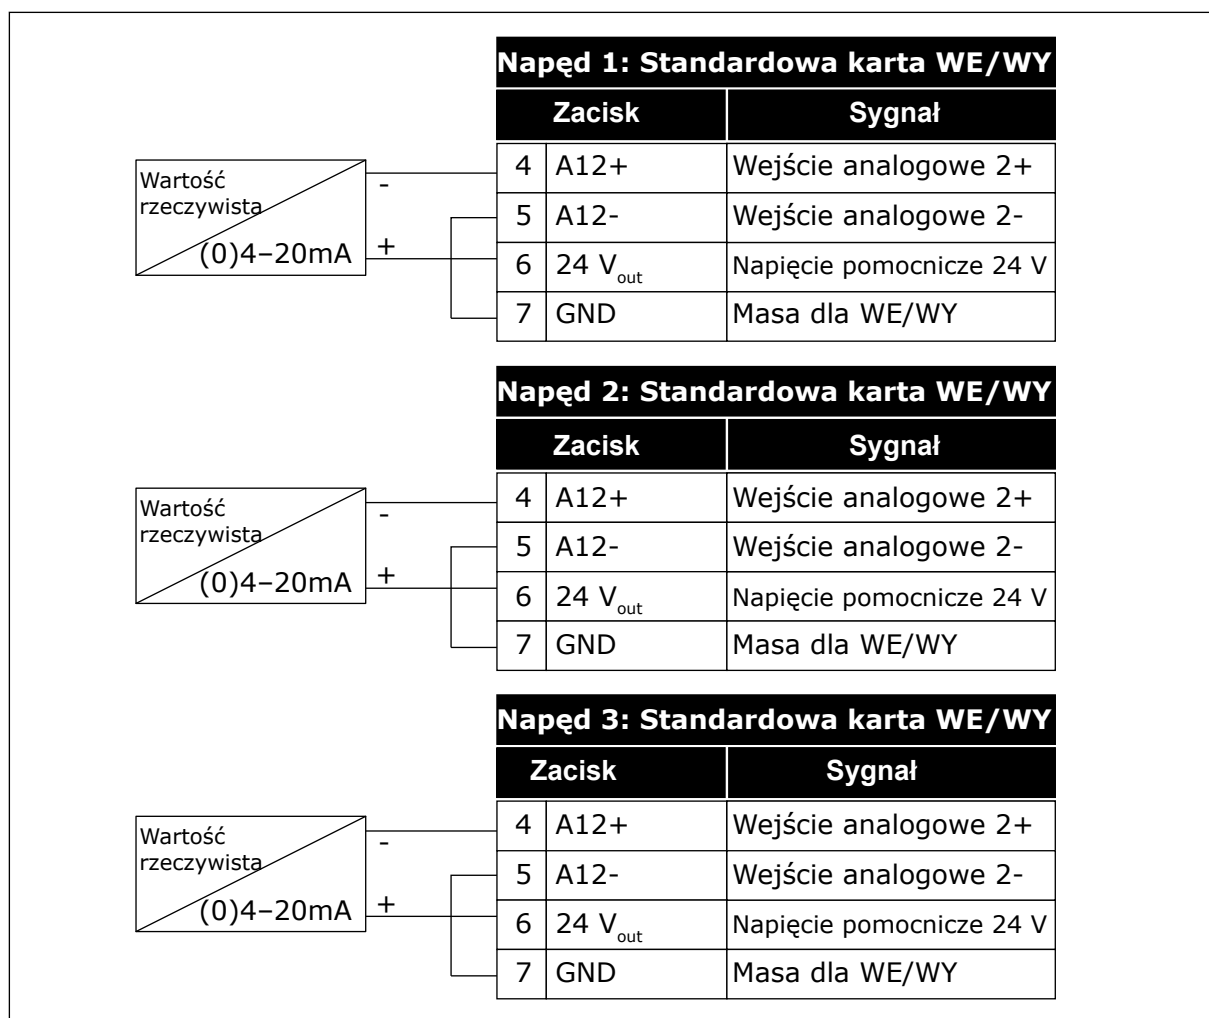 Napęd 1: Standardowa karta WE/WY
Zacisk Sygnał
Wartość
rzeczywista
(0)4–20mA
-
+
4 A12+ Wejście analogowe 2+
5 A12- Wejście analogowe 2-
6 24 Vout Napięcie pomocnicze 24 V
7 GND Masa dla WE/WY
Napęd 2: Standardowa karta WE/WY
Zacisk Sygnał
Wartość
rzeczywista
(0)4–20mA
-
+
4 A12+ Wejście analogowe 2+
5 A12- Wejście analogowe 2-
6 24 Vout Napięcie pomocnicze 24 V
7 GND Masa dla WE/WY
Napęd 3: Standardowa karta WE/WY
Zacisk Sygnał
Wartość
rzeczywista
(0)4–20mA
-
+
4 A12+ Wejście analogowe 2+
5 A12- Wejście analogowe 2-
6 24 Vout Napięcie pomocnicze 24 V
7 GND Masa dla WE/WY